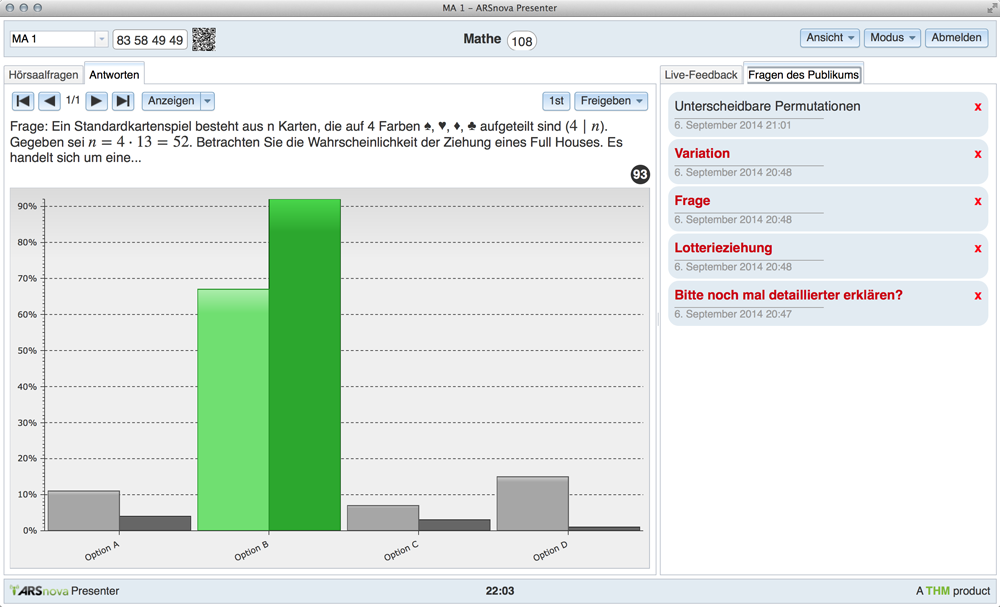 MA 1 – ARSnova Presenter
MA 1
83 58 49 49
Mathe 108
Ansicht
Modus
Abmelden
Hörsaalfragen
Antworten
1/1
Anzeigen
1st
Freigeben
Frage: Ein Standardkartenspiel besteht aus n Karten, die auf 4 Farben ♠, ♥, ♦, ♣ aufgeteilt sind (4 | n).
Gegeben sei n = 4 · 13 = 52. Betrachten Sie die Wahrscheinlichkeit der Ziehung eines Full Houses. Es
handelt sich um eine...
93
90%
80%
70%
60%
50%
40%
30%
20%
10%
0%
Option A
Option B
Option C
Option D
Live-Feedback
Fragen des Publikums
Unterscheidbare Permutationen x
6. September 2014 21:01
Variation x
6. September 2014 20:48
Frage x
6. September 2014 20:48
Lotterieziehung x
6. September 2014 20:48
Bitte noch mal detaillierter erklären? x
6. September 2014 20:47
ARSnova Presenter
22:03
A THM product